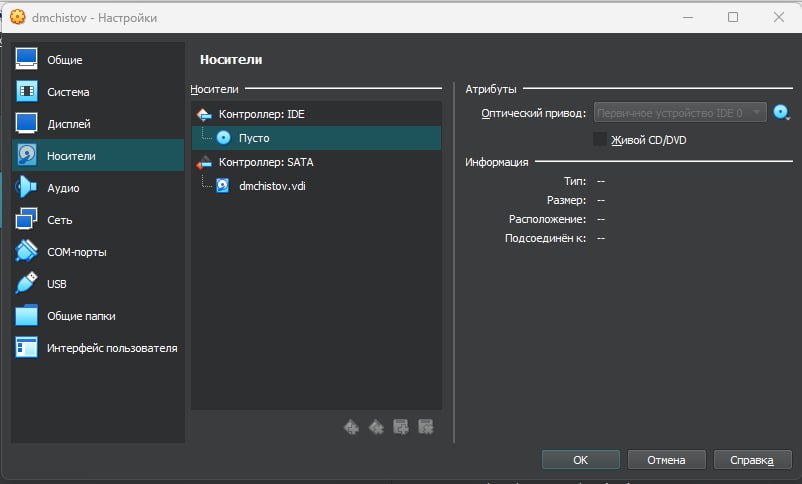 dmchistov - Настройки
Общие
Система
Дисплей
Носители
Аудио
Сеть
COM-порты
USB
Общие папки
Интерфейс пользователя
Носители
Носители
Контроллер: IDE
Пусто
Контроллер: SATA
dmchistov.vdi
Атрибуты
Оптический привод: Первичное устройство IDE 0
Живой CD/DVD
Информация
Тип: --
Размер: --
Расположение: --
Подсоединён к: --
OK Отмена Справка